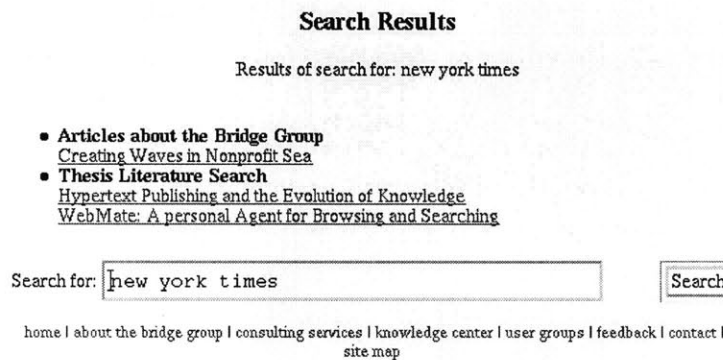 Search Results
Results of search for: new york times
• Articles about the Bridge Group
Creating Waves in Nonprofit Sea
• Thesis Literature Search
Hypertext Publishing and the Evolution of Knowledge
WebMate: A personal Agent for Browsing and Searching
Search for: new york times Search
home | about the bridge group | consulting services | knowledge center | user groups | feedback | contact |
site map